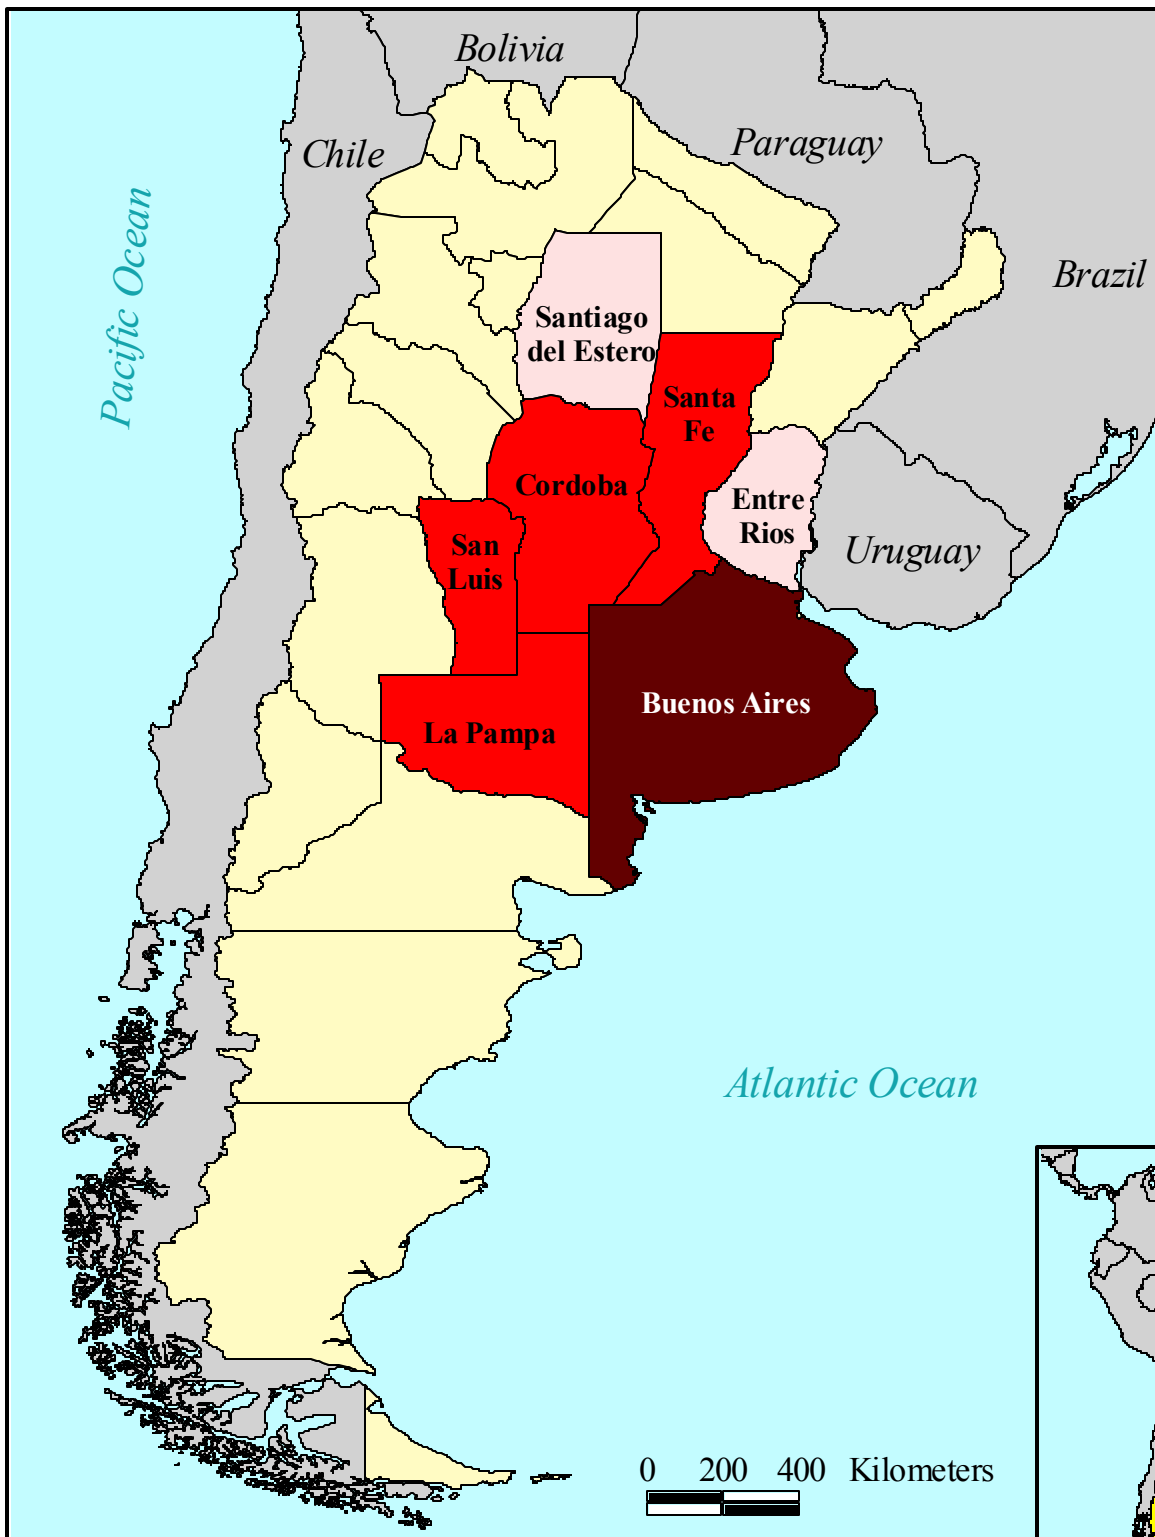 Bolivia
Chile
Paraguay
Pacific Ocean
Brazil
Santiago
del Estero
Santa
Fe
Cordoba
Entre
Rios
San
Luis
Uruguay
Buenos Aires
La Pampa
Atlantic Ocean
0 200 400 Kilometers